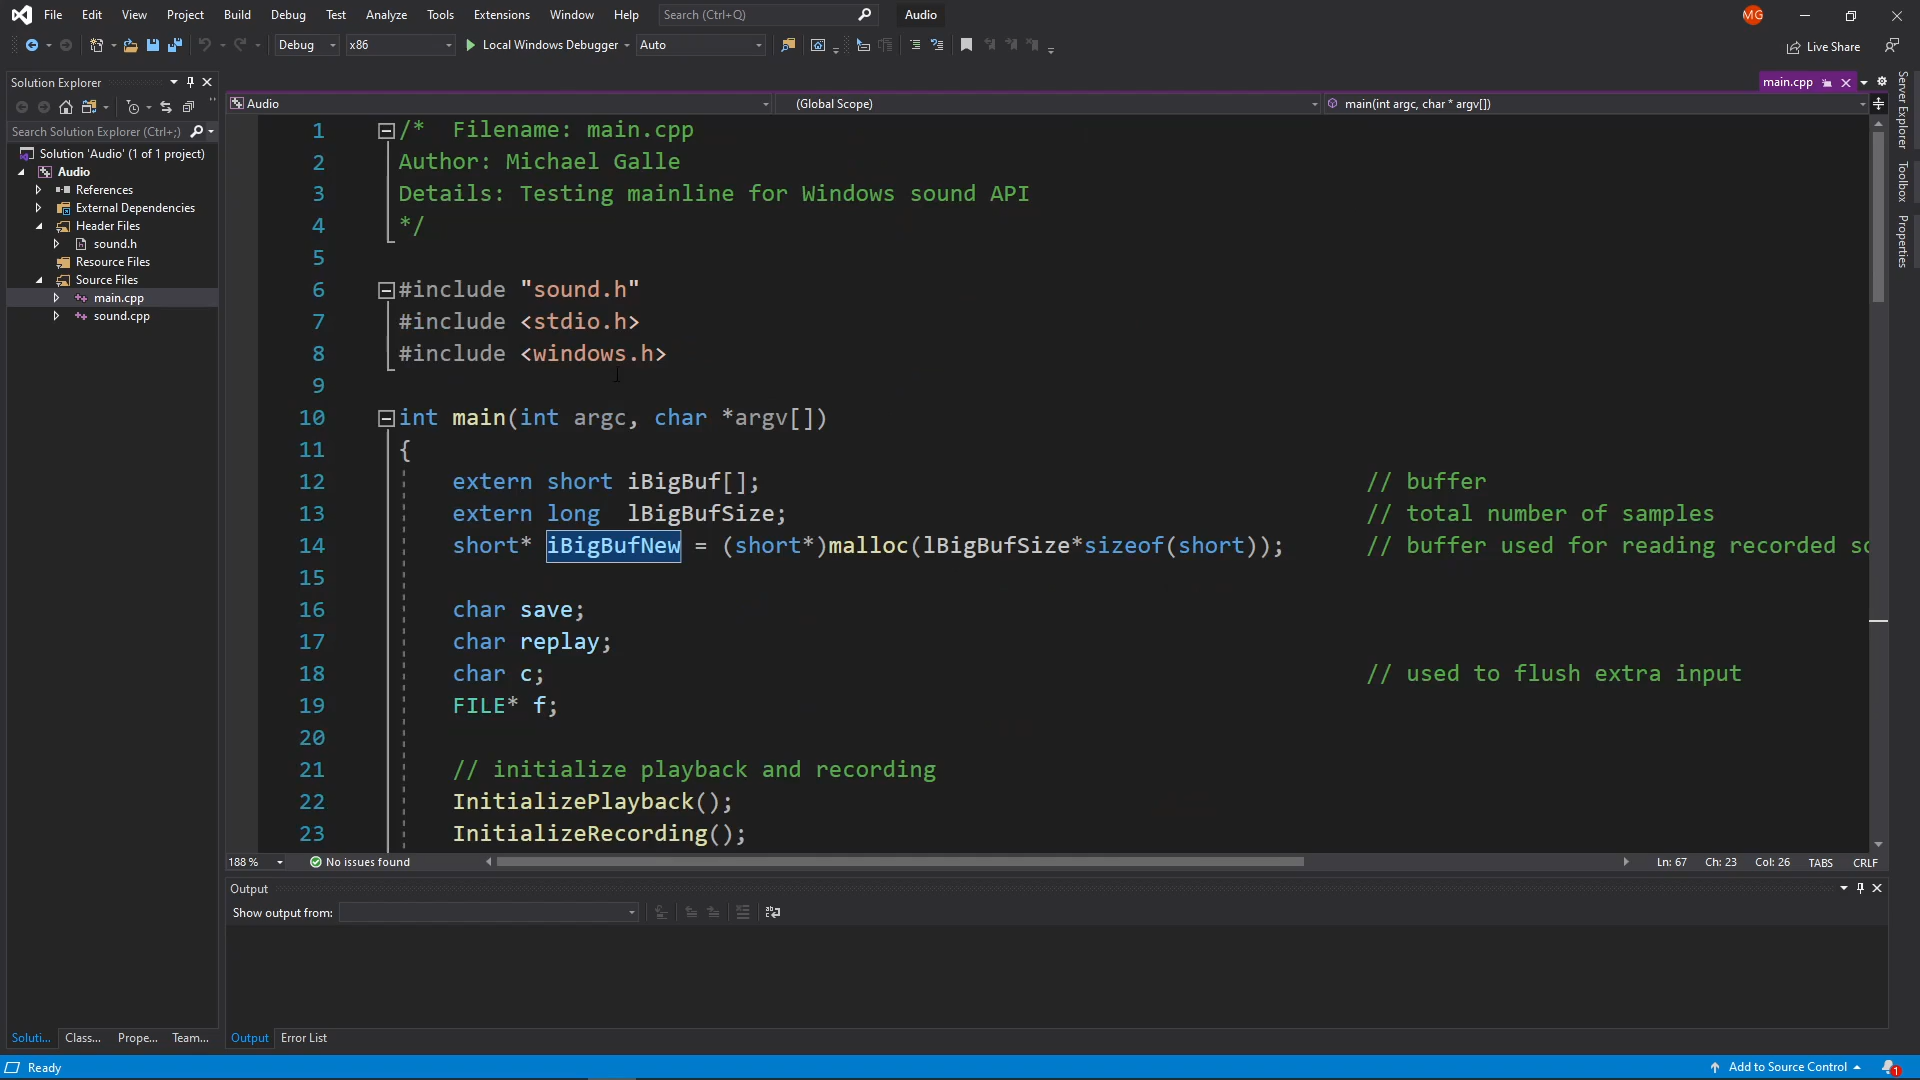 File Edit View Project Build Debug Test Analyze Tools Extensions Window Help Search (Ctrl+Q) Audio MG
Debug x86 Local Windows Debugger Auto Live Share
Solution Explorer
Search Solution Explorer (Ctrl+;)
Solution 'Audio' (1 of 1 project)
Audio
References
External Dependencies
Header Files
sound.h
Resource Files
Source Files
main.cpp
sound.cpp
Soluti... Class... Prope... Team...
main.cpp
Audio (Global Scope) main(int argc, char * argv[])
1 /* Filename: main.cpp
2 Author: Michael Galle
3 Details: Testing mainline for Windows sound API
4 */
5
6 #include "sound.h"
7 #include <stdio.h>
8 #include <windows.h>
9
10 int main(int argc, char *argv[])
11 {
12 extern short iBigBuf[]; // buffer
13 extern long lBigBufSize; // total number of samples
14 short* iBigBufNew = (short*)malloc(lBigBufSize*sizeof(short)); // buffer used for reading recorded so
15
16 char save;
17 char replay;
18 char c; // used to flush extra input
19 FILE* f;
20
21 // initialize playback and recording
22 InitializePlayback();
23 InitializeRecording();
188 % No issues found Ln: 67 Ch: 23 Col: 26 TABS CRLF
Output
Show output from:
Output Error List
Server Explorer
Toolbox
Properties
Ready Add to Source Control 1